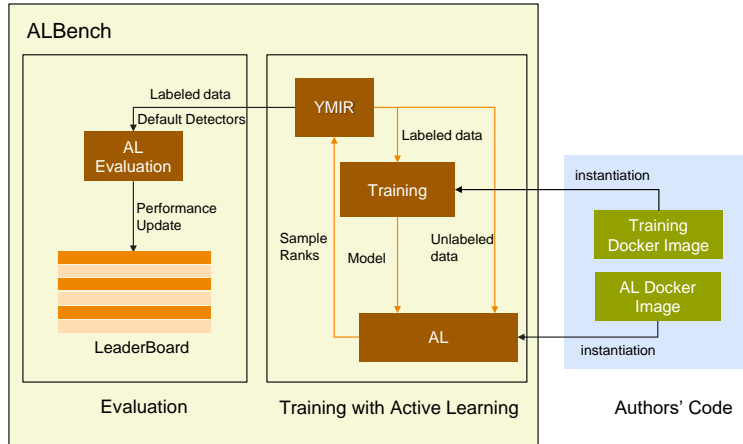 ALBench
Labeled data
Default Detectors
AL
Evaluation
Performance
Update
LeaderBoard
Evaluation
YMIR
Labeled data
Training
Sample
Ranks
Model
Unlabeled
data
AL
Training with Active Learning
instantiation
Training
Docker Image
AL Docker
Image
instantiation
Authors' Code